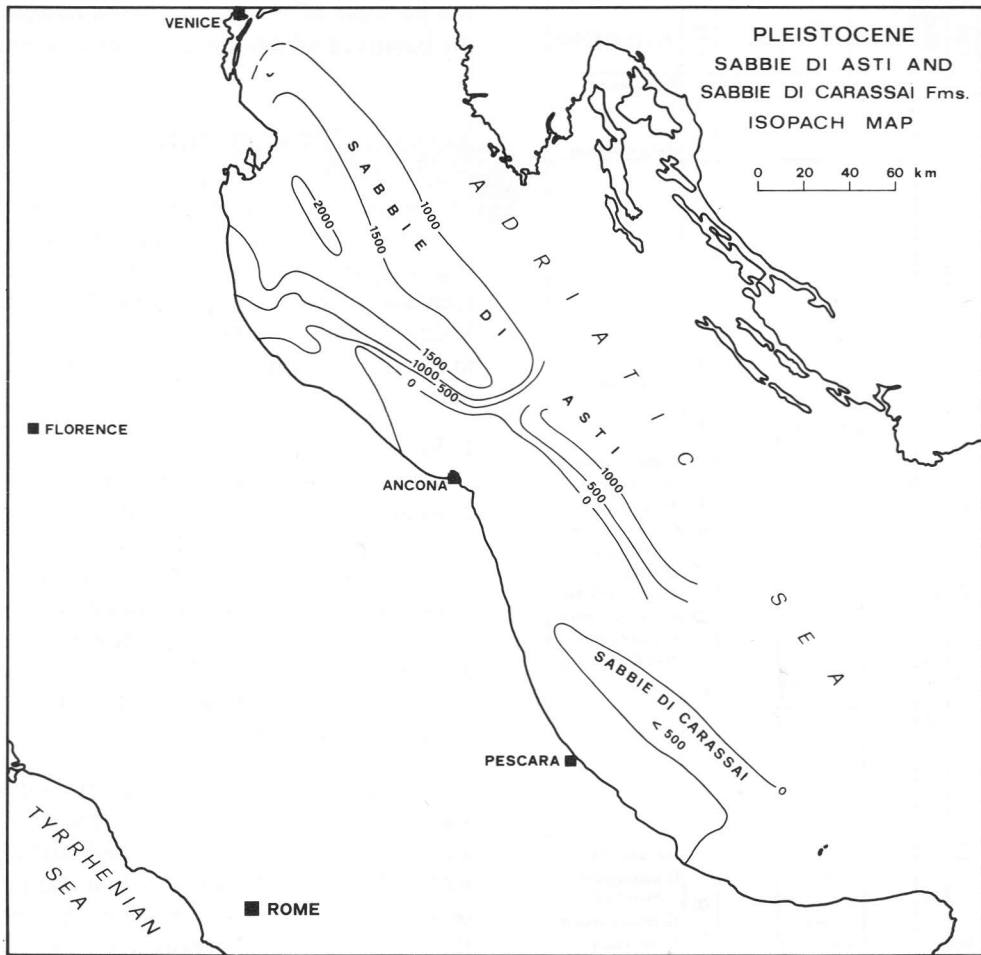 VENICE
PLEISTOCENE
SABBIE DI ASTI AND
SABBIE DI CARASSAI Fms.
ISOPACH MAP
0 20 40 60 km
SABBIE DI ASTI
ADRIATIC SEA
1000
1500
2000
1500
1000
500
0
FLORENCE
ANCONA
1000
500
0
SABBIE DI CARASSAI
< 500
0
PESCARA
TYRRHENIAN
SEA
ROME